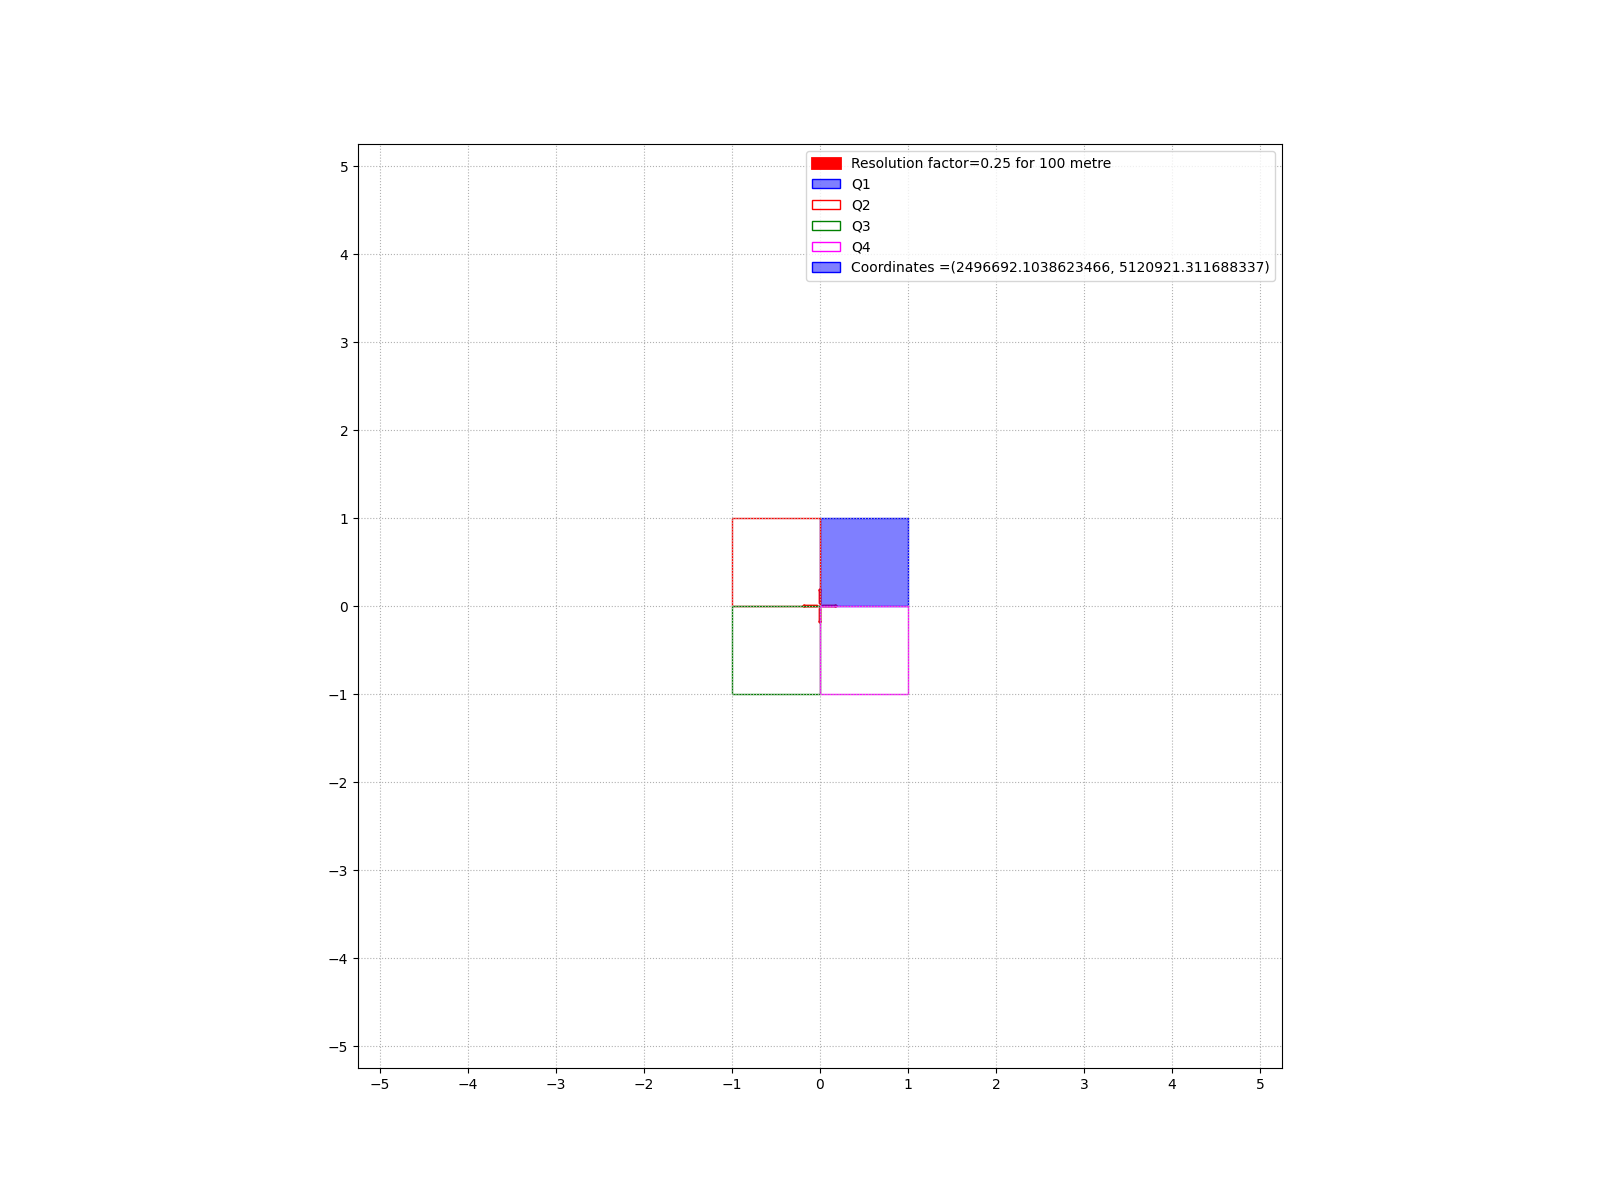 Resolution factor=0.25 for 100 metre
Q1
Q2
Q3
Q4
Coordinates =(2496692.1038623466, 5120921.311688337)
5
4
3
2
1
0
−1
−2
−3
−4
−5
−5 −4 −3 −2 −1 0 1 2 3 4 5